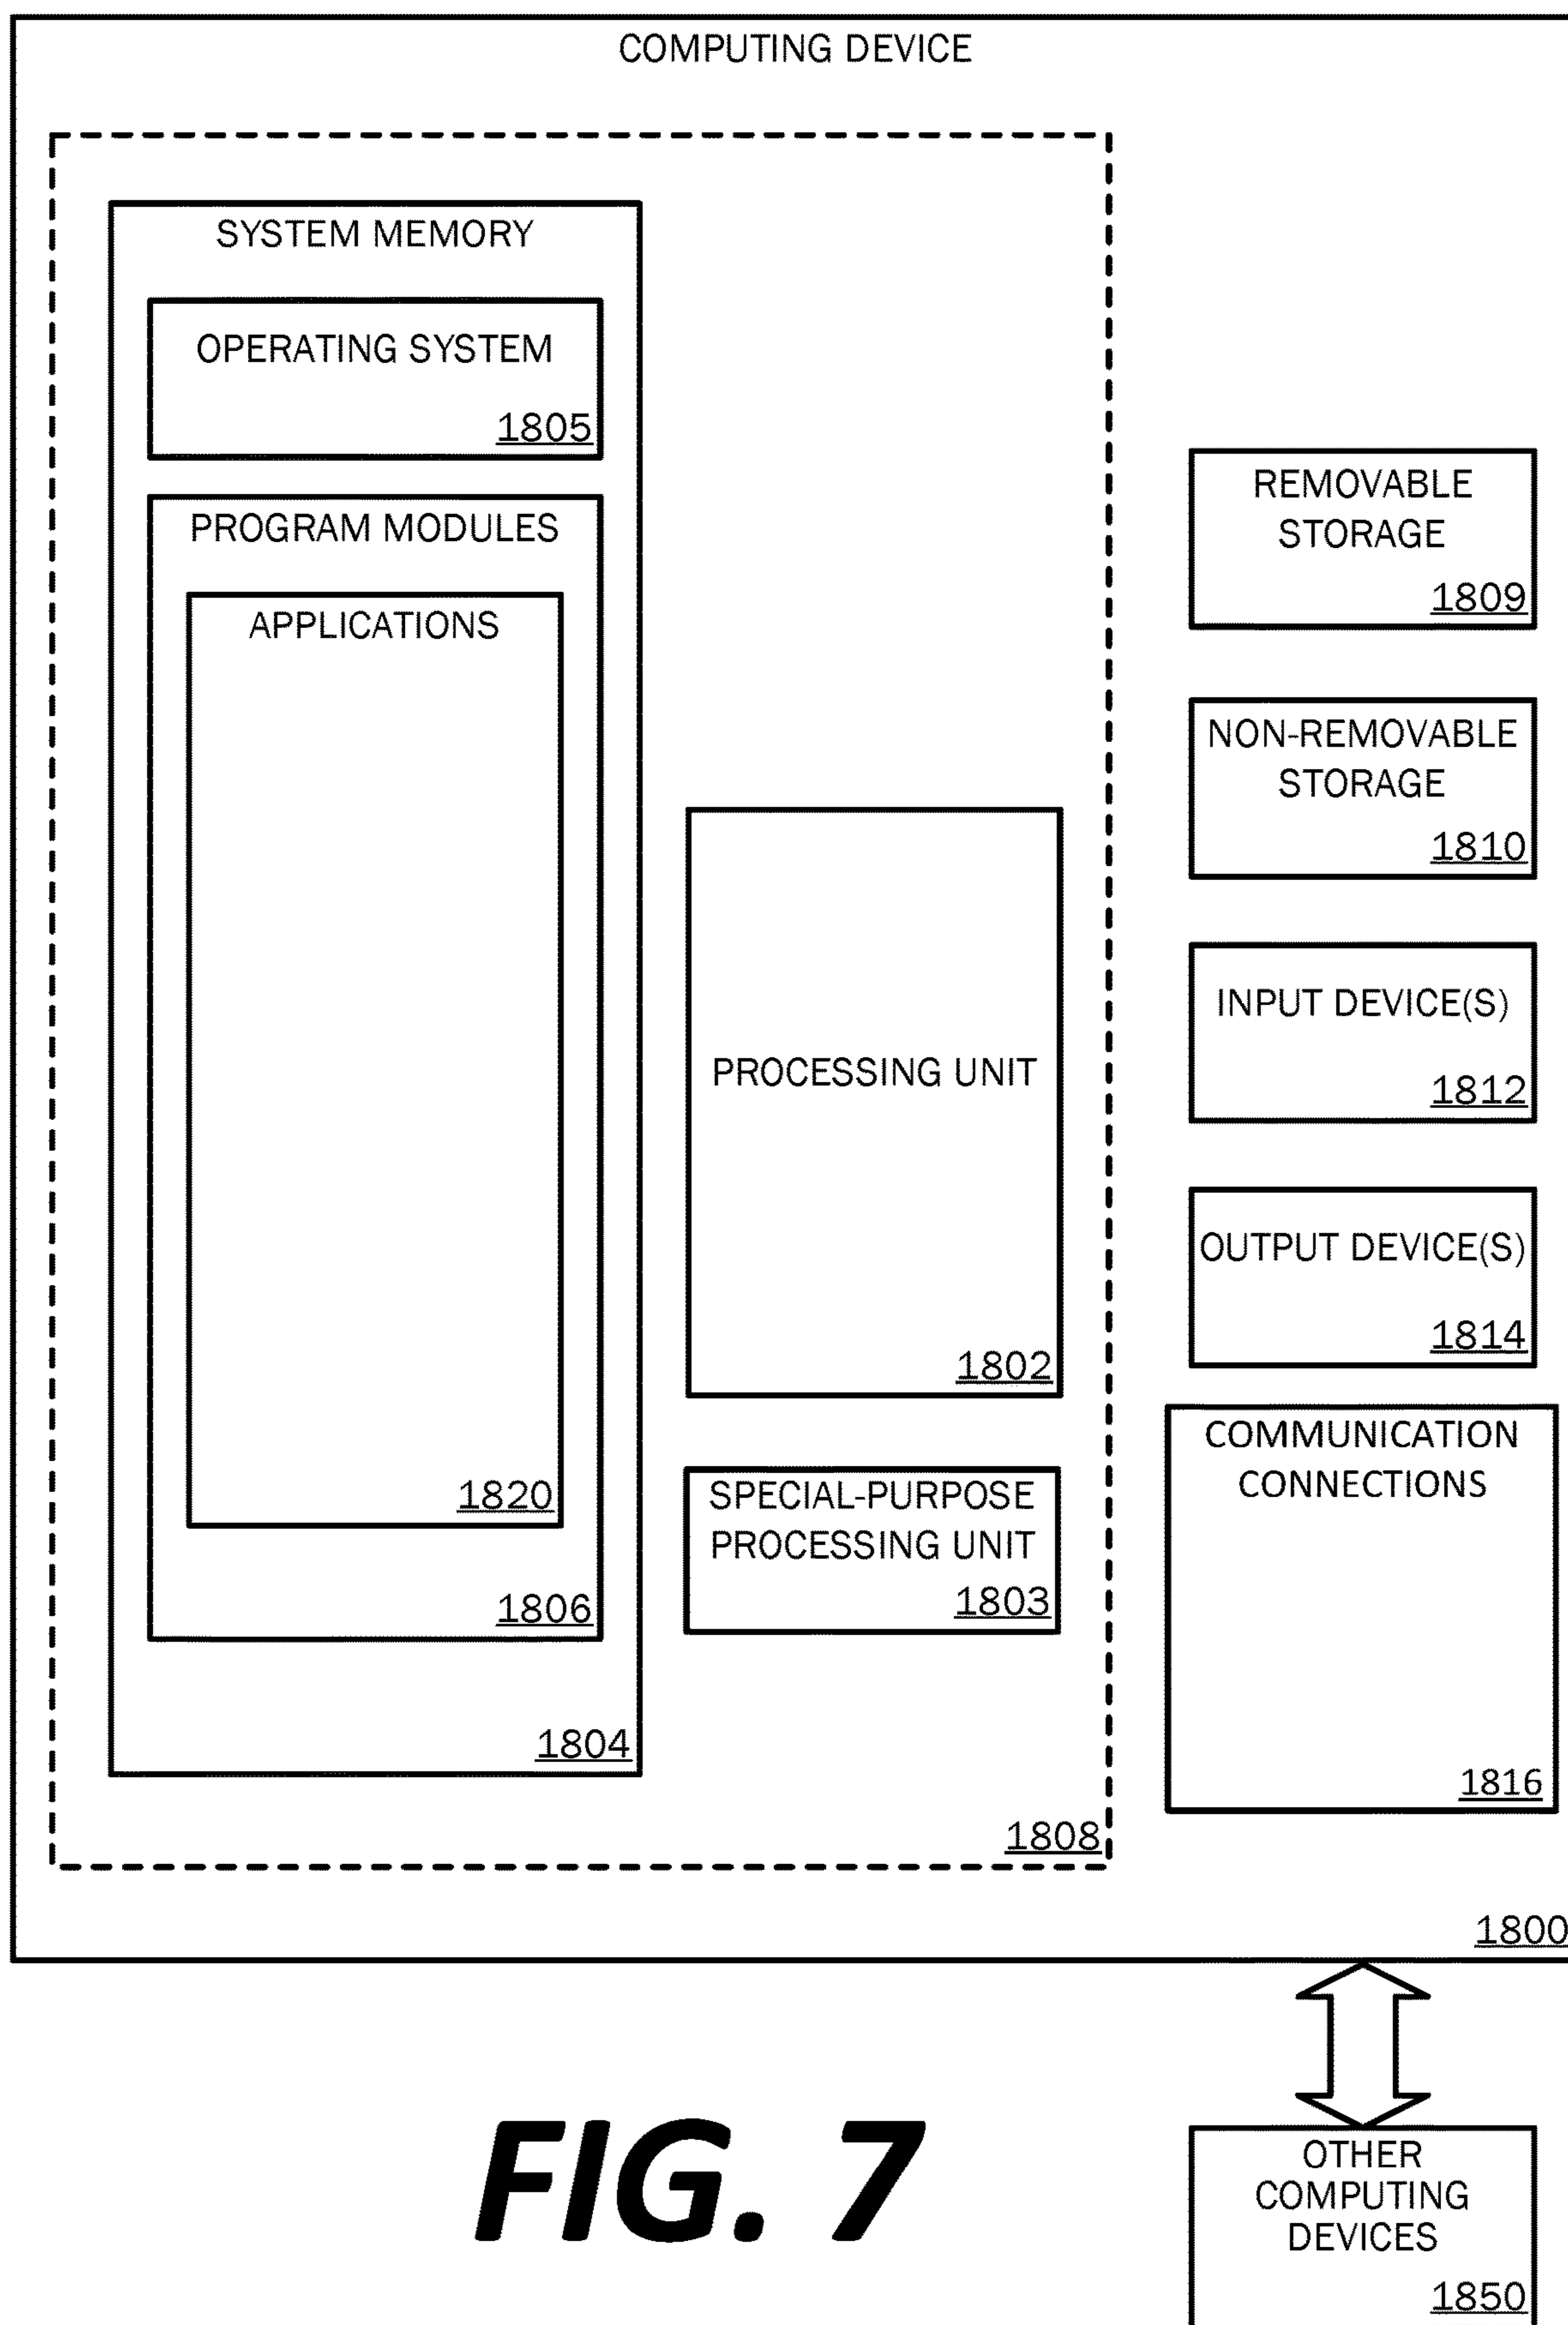 COMPUTING DEVICE
SYSTEM MEMORY
OPERATING SYSTEM
1805
PROGRAM MODULES
APPLICATIONS
1820
1806
1804
PROCESSING UNIT
1802
SPECIAL-PURPOSE
PROCESSING UNIT
1803
1808
REMOVABLE
STORAGE
1809
NON-REMOVABLE
STORAGE
1810
INPUT DEVICE(S)
1812
OUTPUT DEVICE(S)
1814
COMMUNICATION
CONNECTIONS
1816
1800
OTHER
COMPUTING
DEVICES
1850
FIG. 7